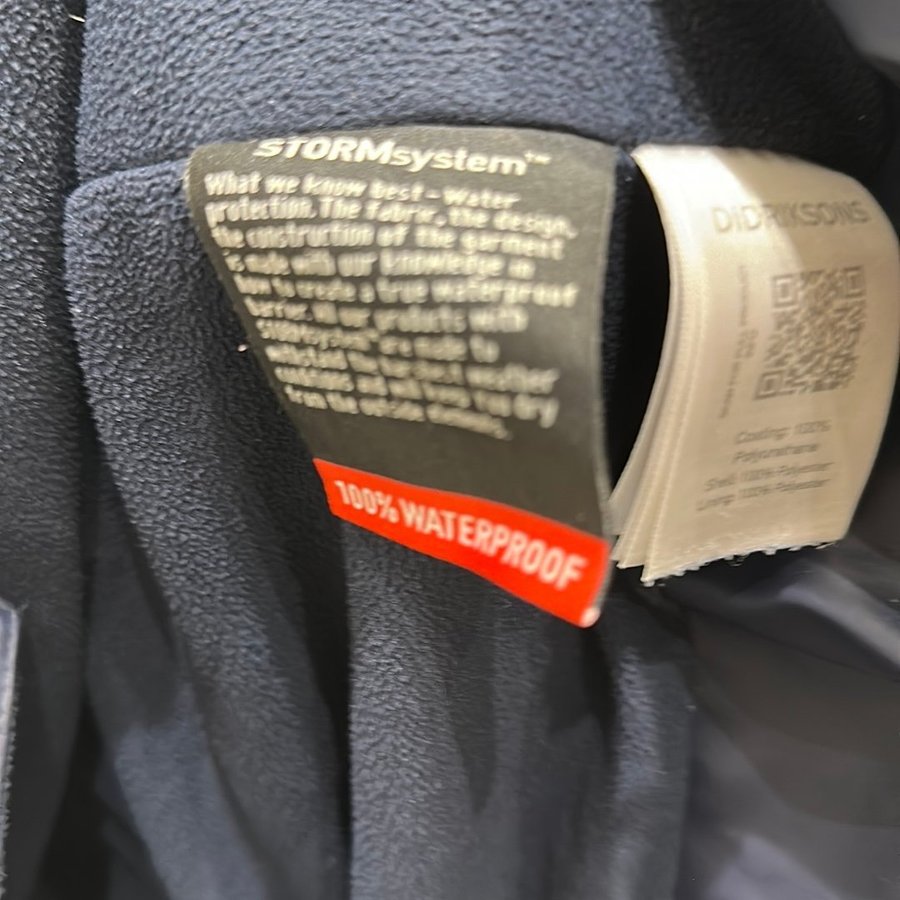 STORMsystem™
What we know best - Water
protection. The fabric, the design,
the construction of the garment
is made with our knowledge in
how to create a true waterproof
barrier. All our products with
STORMsystem® are made to
withstand the harshest weather
conditions and will keep you dry
from the outside
100% WATERPROOF
DIDRIKSONS
Coating: 100%
Polyurethane
Shell: 100% Polyester
Lining: 100% Polyester